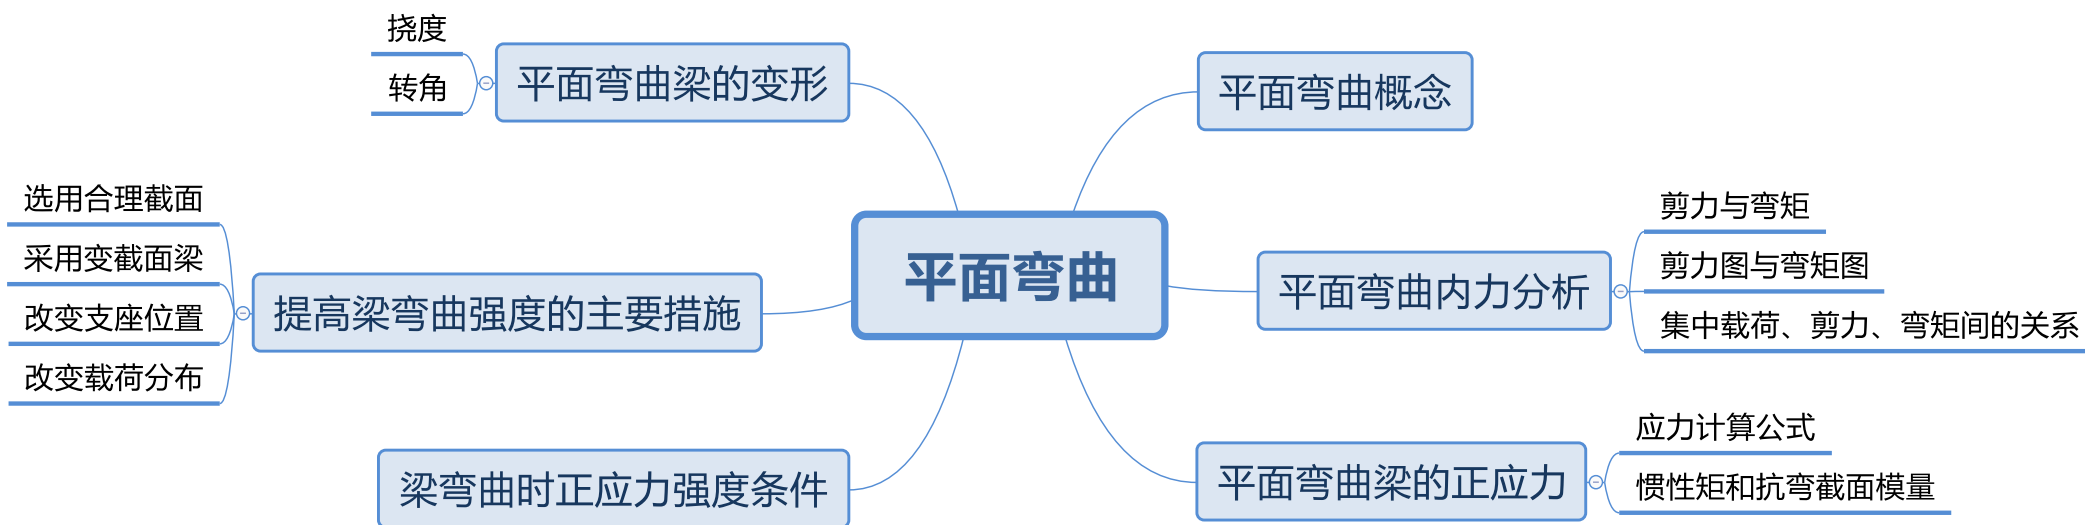 平面弯曲
平面弯曲概念
平面弯曲内力分析
剪力与弯矩
剪力图与弯矩图
集中载荷、剪力、弯矩间的关系
平面弯曲梁的正应力
应力计算公式
惯性矩和抗弯截面模量
梁弯曲时正应力强度条件
提高梁弯曲强度的主要措施
选用合理截面
采用变截面梁
改变支座位置
改变载荷分布
平面弯曲梁的变形
挠度
转角